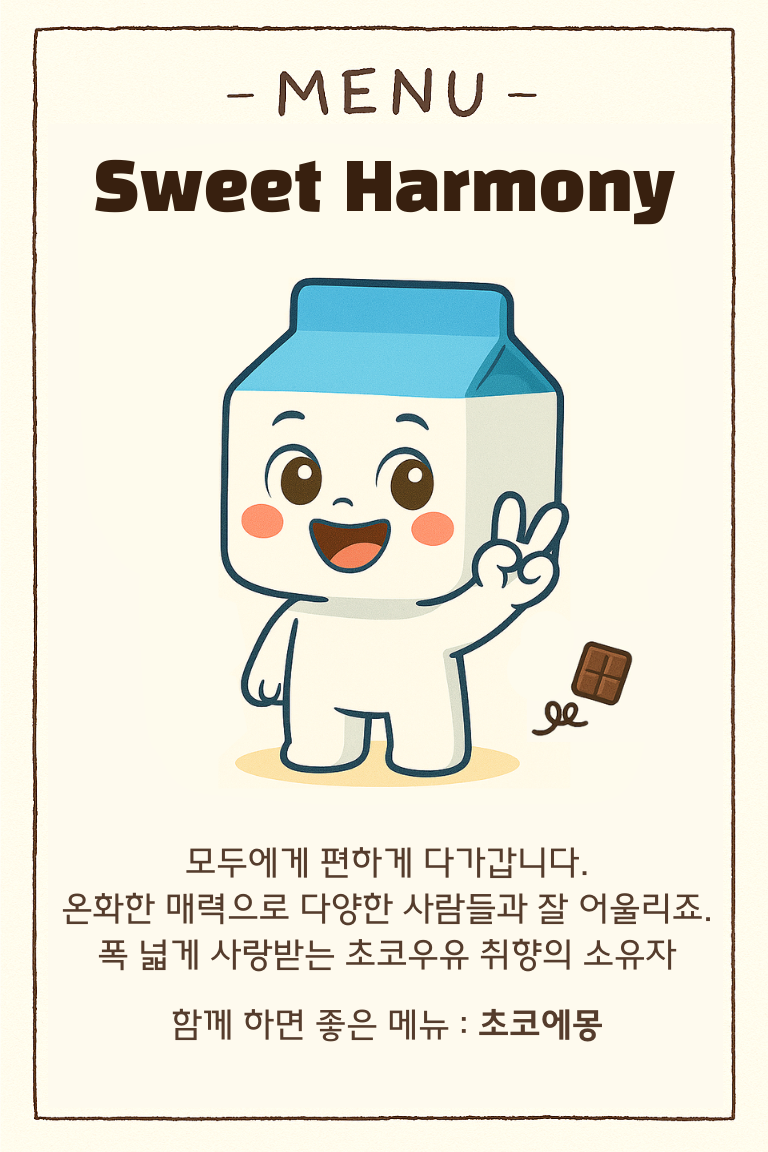 - MENU -
Sweet Harmony
모두에게 편하게 다가갑니다.
온화한 매력으로 다양한 사람들과 잘 어울리죠.
폭 넓게 사랑받는 초코우유 취향의 소유자
함께 하면 좋은 메뉴 : 초코에몽